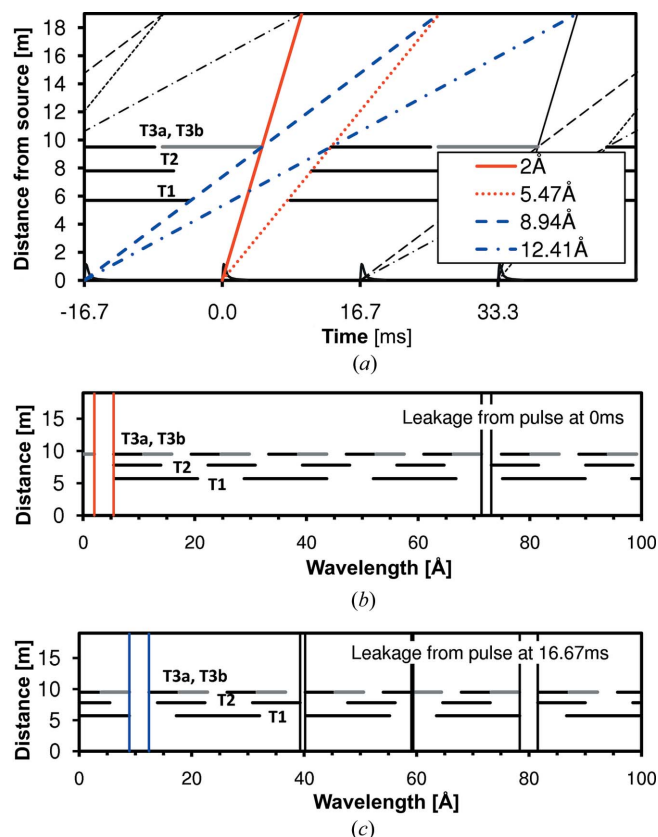 Distance from source [m]
18
16
14
12
10
8
6
4
2
0
T3a, T3b
T2
T1
2Å
5.47Å
8.94Å
12.41Å
-16.7
0.0
16.7
33.3
Time [ms]
(a)
Distance [m]
15
10
5
0
Leakage from pulse at 0ms
T3a, T3b
T2
T1
0
20
40
60
80
100
Wavelength [Å]
(b)
Distance [m]
15
10
5
0
Leakage from pulse at 16.67ms
T3a, T3b
T2
T1
0
20
40
60
80
100
Wavelength [Å]
(c)